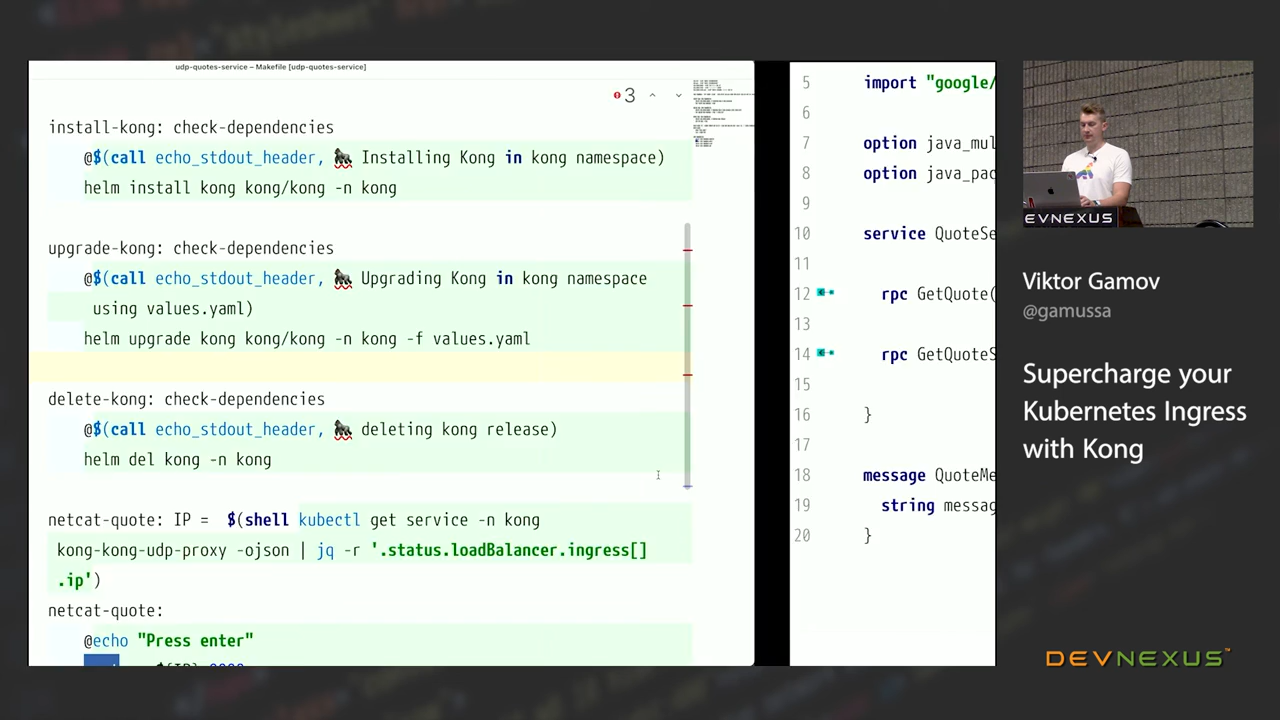 udp-quotes-service – Makefile [udp-quotes-service]
3
install-kong: check-dependencies
@$(call echo_stdout_header, 🦍 Installing Kong in kong namespace)
helm install kong kong/kong -n kong
upgrade-kong: check-dependencies
@$(call echo_stdout_header, 🦍 Upgrading Kong in kong namespace
using values.yaml)
helm upgrade kong kong/kong -n kong -f values.yaml
delete-kong: check-dependencies
@$(call echo_stdout_header, 🦍 deleting kong release)
helm del kong -n kong
netcat-quote: IP = $(shell kubectl get service -n kong
kong-kong-udp-proxy -ojson | jq -r '.status.loadBalancer.ingress[]
.ip')
netcat-quote:
@echo "Press enter"
5 import "google/
6
7 option java_mul
8 option java_pac
9
10 service QuoteSe
11
12 rpc GetQuote(
13
14 rpc GetQuoteS
15
16 }
17
18 message QuoteMe
19 string messag
20 }
EVNEXUS
Viktor Gamov
@gamussa
Supercharge your
Kubernetes Ingress
with Kong
DEVNEXUS™